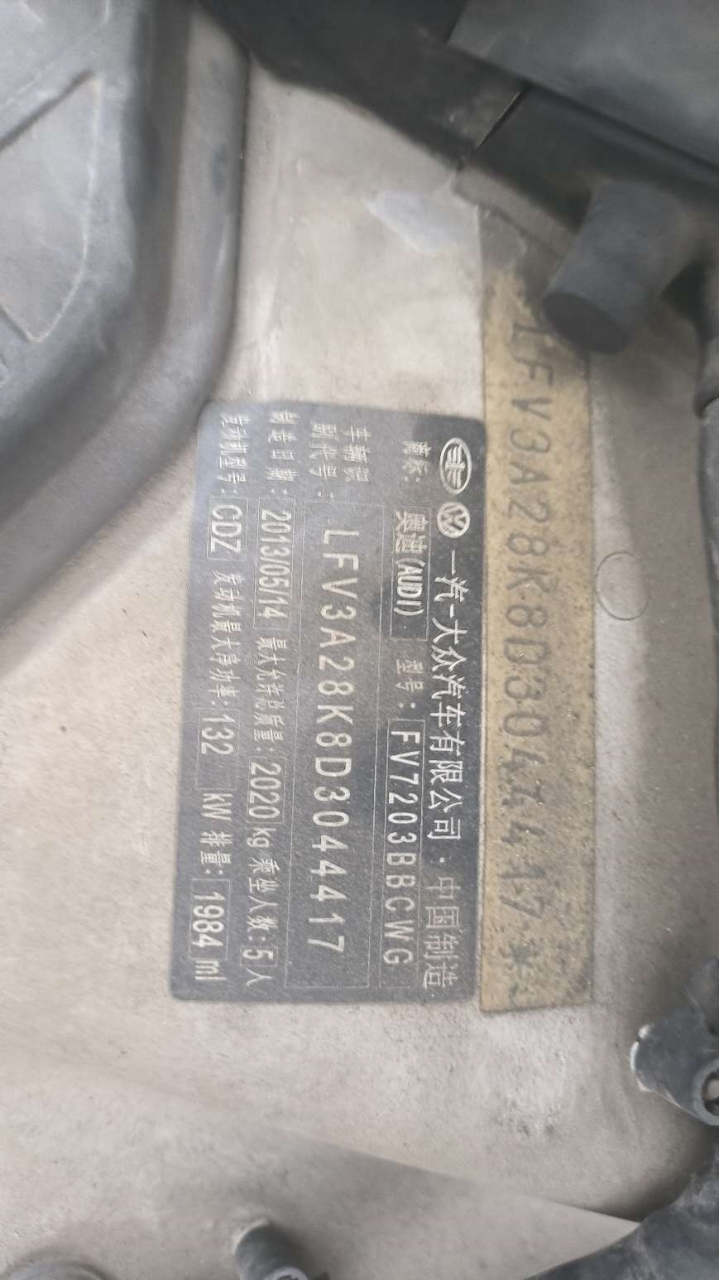 LFV3A28K8D3044417
一汽-大众汽车有限公司·中国制造
商标: 奥迪(AUDI) 型号: FV7203BBCWG
车辆识别代号: LFV3A28K8D3044417
制造日期: 201305/14 最大允许总质量: 2020 kg 乘坐人数: 5 人
发动机型号: CDZ 发动机最大净功率: 132 kW 排量: 1984 ml